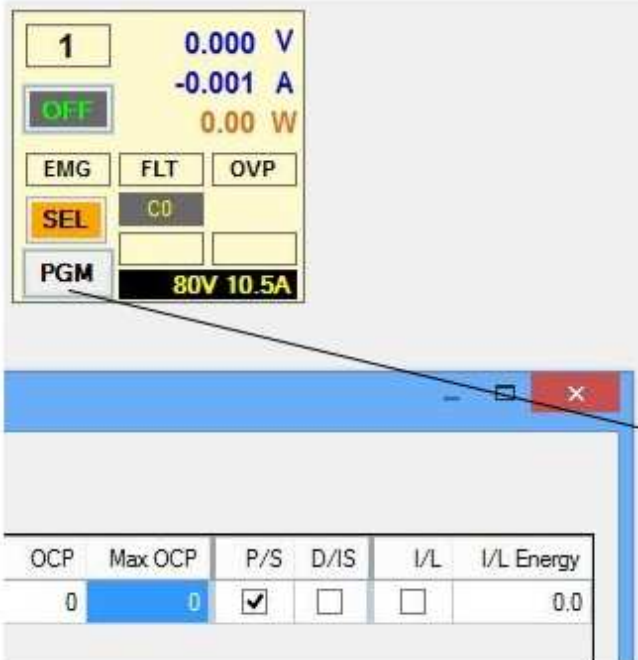 1 0.000 V
-0.001 A
OFF
0.00 W
EMG FLT OVP
SEL C0
PGM
80V 10.5A
OCP Max OCP P/S D/IS I/L I/L Energy
0 0 0.0